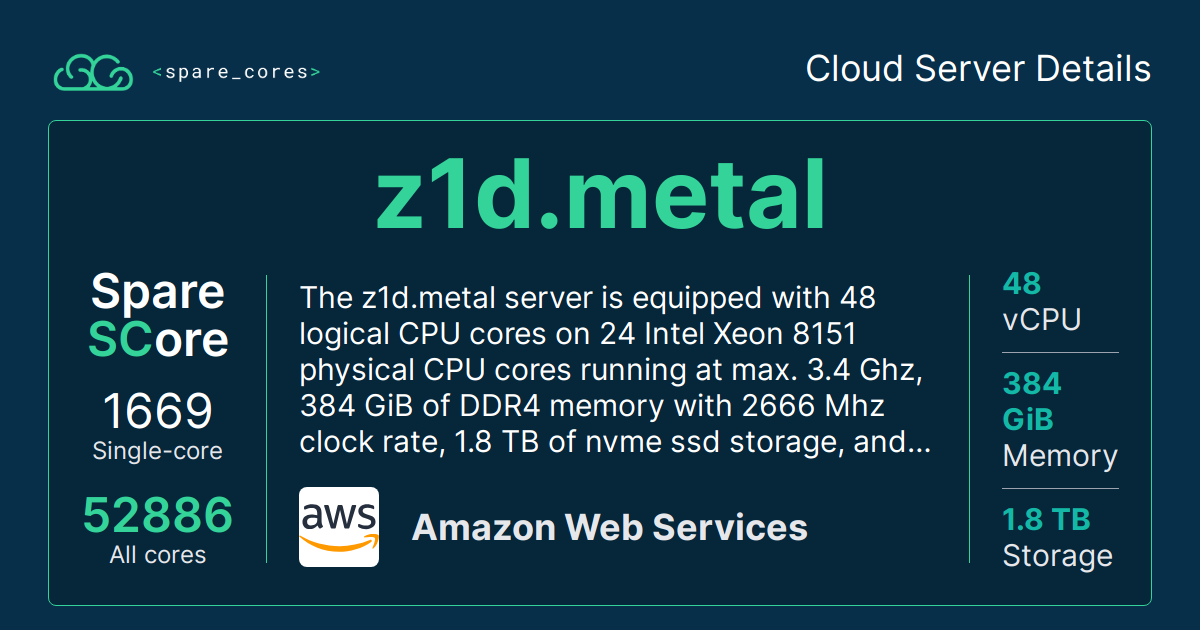 <spare_cores>
Cloud Server Details
z1d.metal
Spare
SCore
1669
Single-core
52886
All cores
The z1d.metal server is equipped with 48
logical CPU cores on 24 Intel Xeon 8151
physical CPU cores running at max. 3.4 Ghz,
384 GiB of DDR4 memory with 2666 Mhz
clock rate, 1.8 TB of nvme ssd storage, and...
aws
Amazon Web Services
48
vCPU
384
GiB
Memory
1.8 TB
Storage